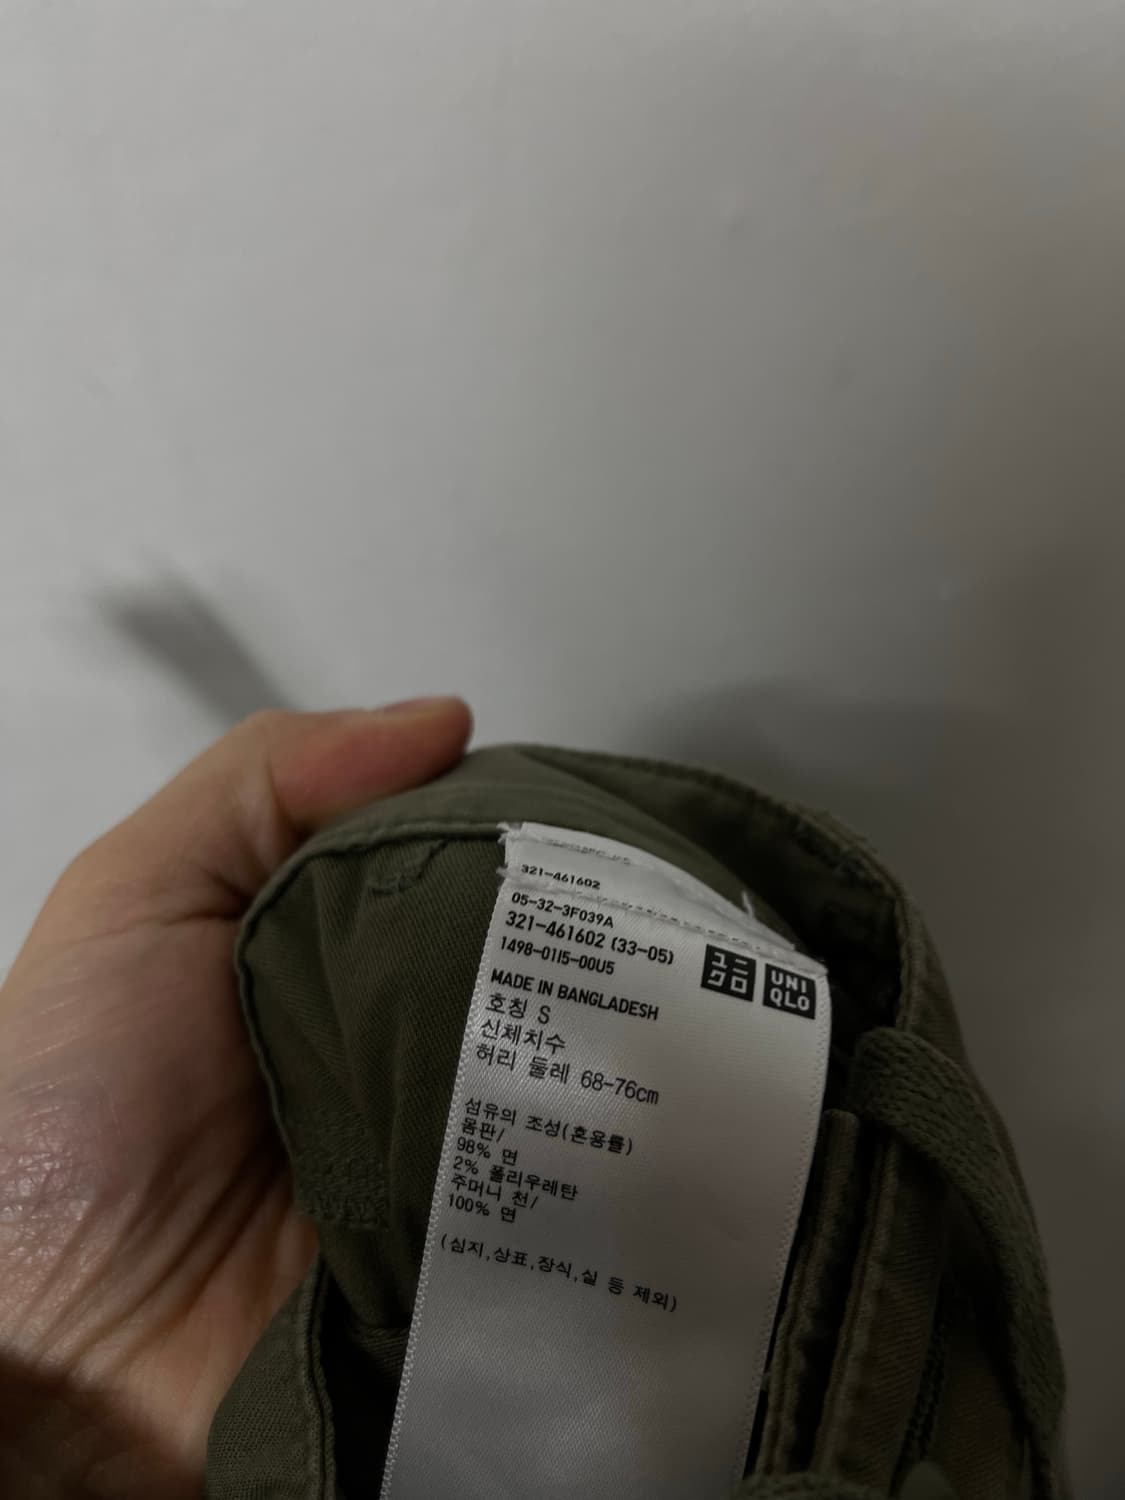 321-461602
05-32-3F039A
321-461602 (33-05)
1498-01I5-00U5
ユニ
クロ
UNI
QLO
MADE IN BANGLADESH
호칭 S
신체치수
허리 둘레 68-76cm
섬유의 조성(혼용률)
몸판/
98% 면
2% 폴리우레탄
주머니 천/
100% 면
(심지,상표,장식,실 등 제외)